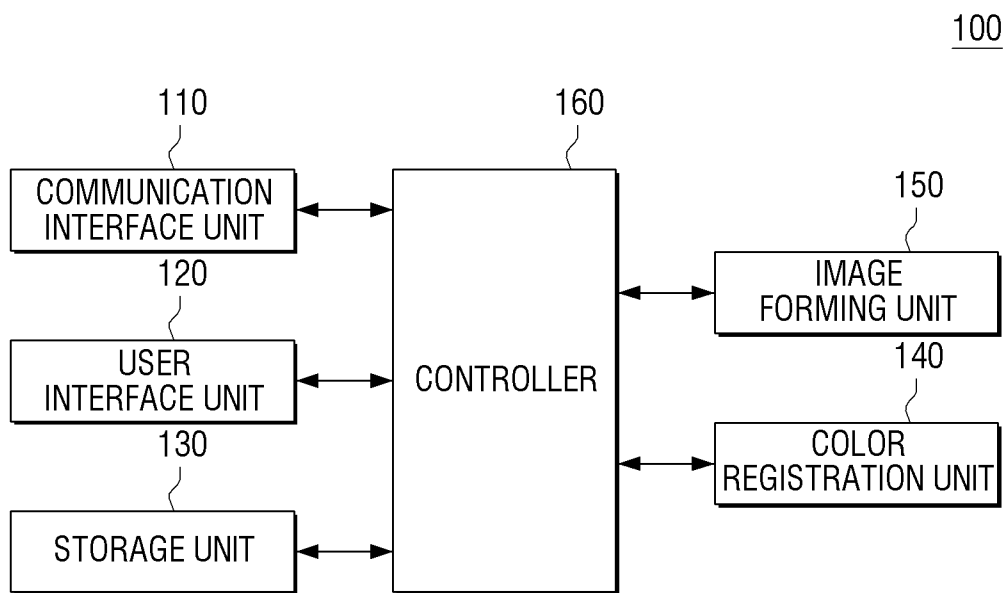 100
110
COMMUNICATION
INTERFACE UNIT
120
USER
INTERFACE UNIT
130
STORAGE UNIT
160
CONTROLLER
150
IMAGE
FORMING UNIT
140
COLOR
REGISTRATION UNIT